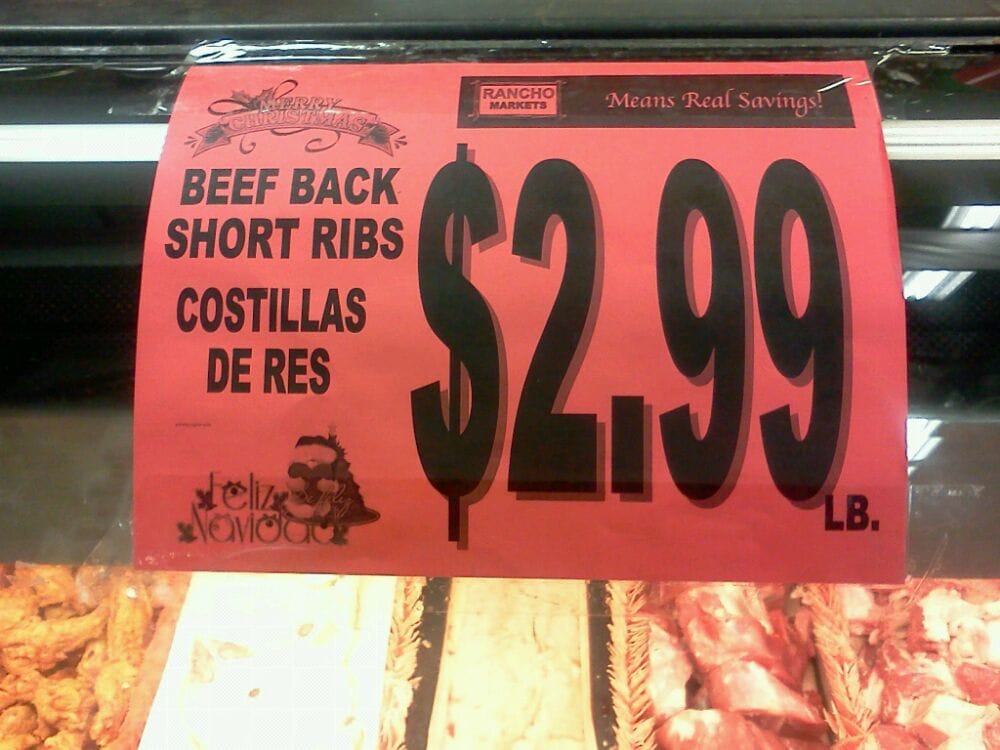 MERRY
CHRISTMAS
RANCHO
MARKETS
Means Real Savings!
BEEF BACK
SHORT RIBS
COSTILLAS
DE RES
$2.99
LB.
Feliz
Navidad